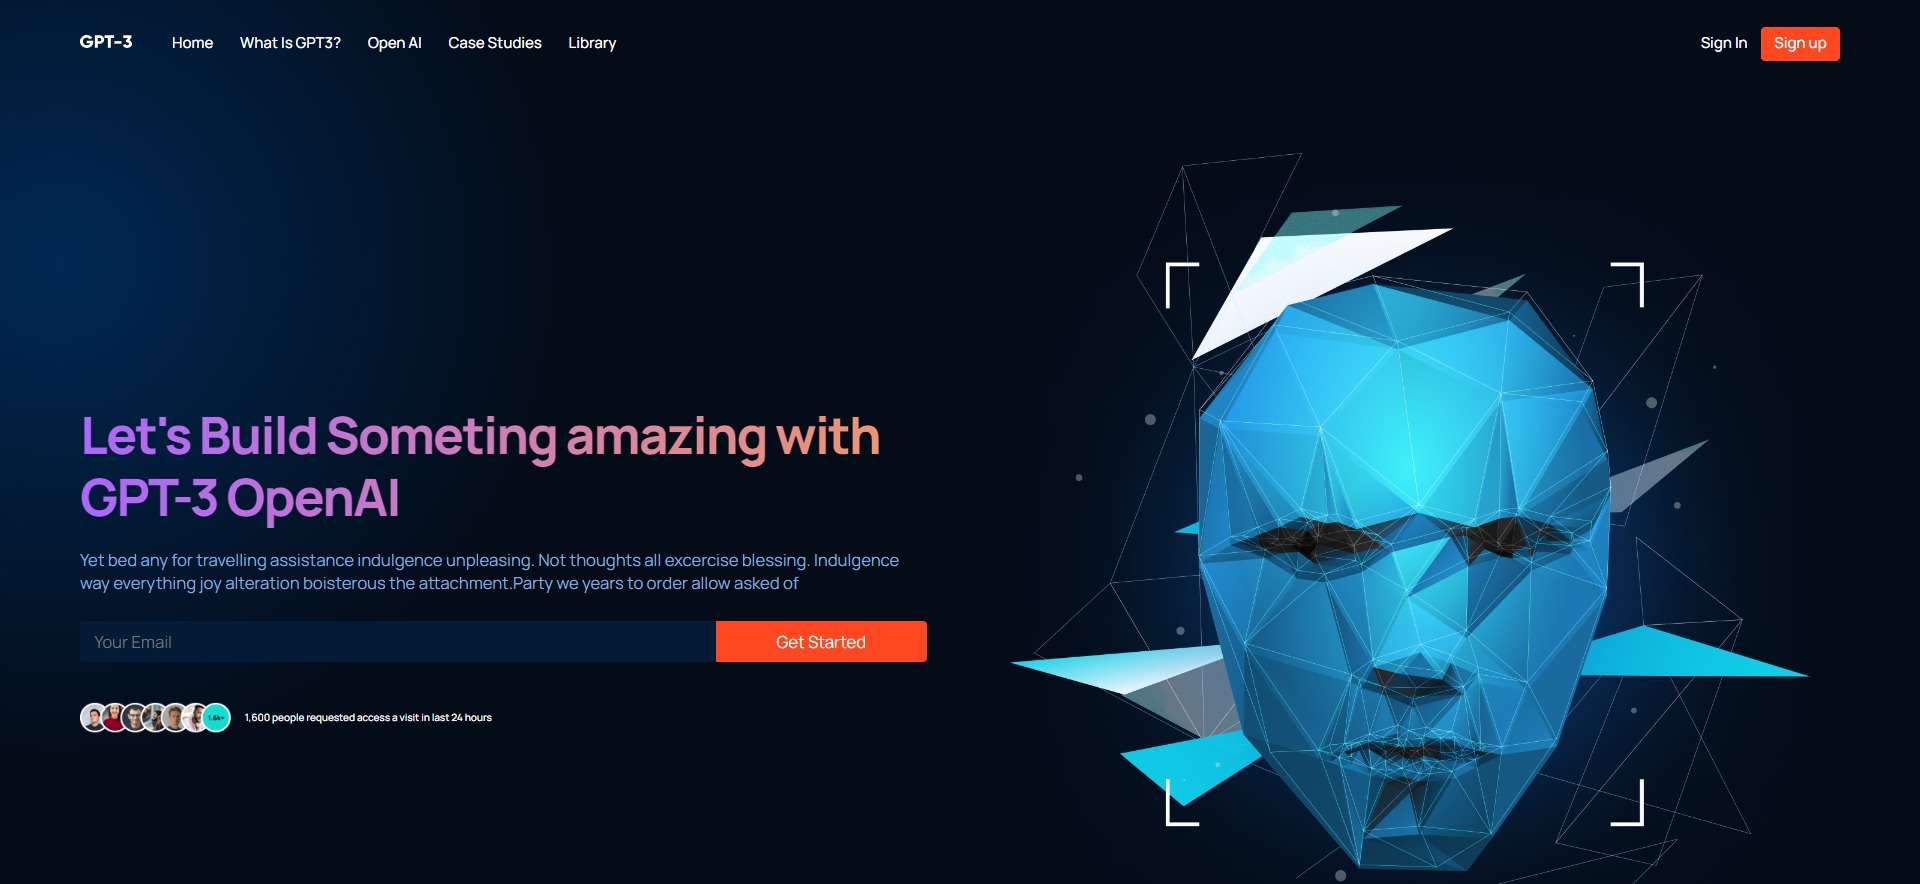 GPT-3 Home What Is GPT3? Open AI Case Studies Library Sign In Sign up
Let's Build Someting amazing with
GPT-3 OpenAI
Yet bed any for travelling assistance indulgence unpleasing. Not thoughts all excercise blessing. Indulgence
way everything joy alteration boisterous the attachment.Party we years to order allow asked of
Your Email Get Started
1.6k+ 1,600 people requested access a visit in last 24 hours